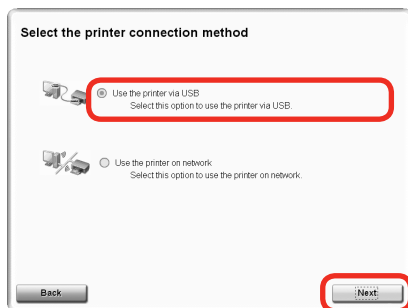 Select the printer connection method
Use the printer via USB
Select this option to use the printer via USB.
Use the printer on network
Select this option to use the printer on network.
Back
Next